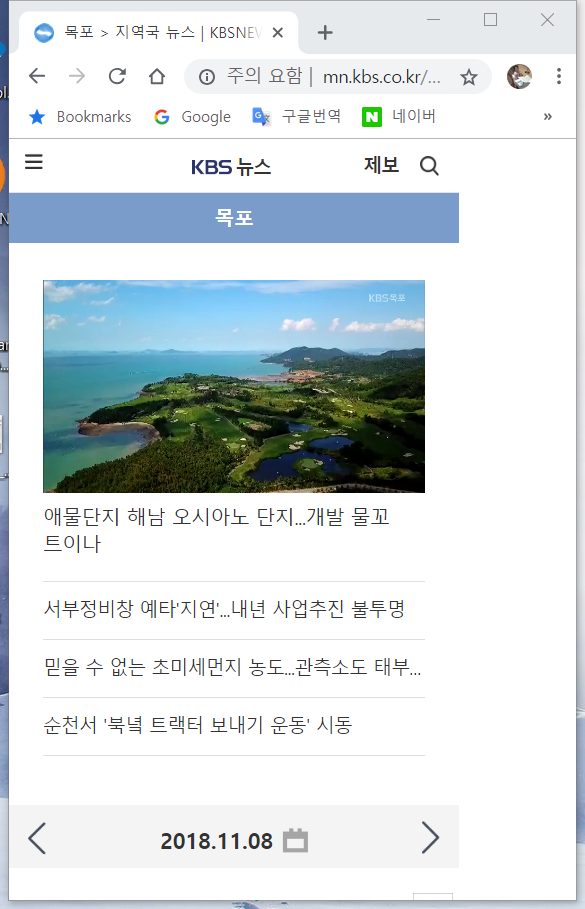 목포 > 지역국 뉴스 | KBSNEW
주의 요함 | mn.kbs.co.kr/...
Bookmarks Google 구글번역 네이버 »
KBS 뉴스 제보
목포
KBS목포
애물단지 해남 오시아노 단지...개발 물꼬
트이나
서부정비창 예타'지연'...내년 사업추진 불투명
믿을 수 없는 초미세먼지 농도...관측소도 태부...
순천서 '북녘 트랙터 보내기 운동' 시동
2018.11.08